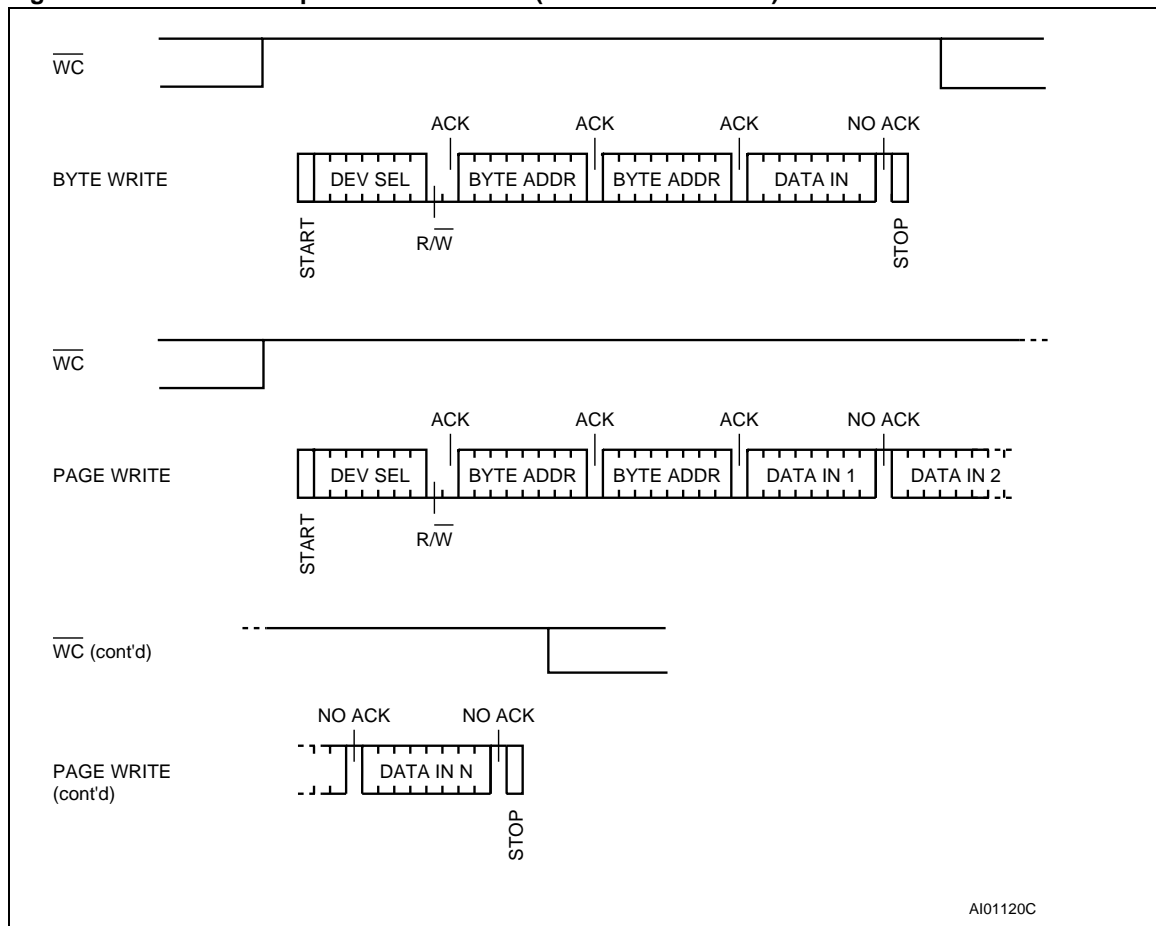 WC
ACK ACK ACK NO ACK
BYTE WRITE DEV SEL BYTE ADDR BYTE ADDR DATA IN
START R/W STOP
WC
ACK ACK ACK NO ACK
PAGE WRITE DEV SEL BYTE ADDR BYTE ADDR DATA IN 1 DATA IN 2
START R/W
WC (cont'd)
NO ACK NO ACK
PAGE WRITE DATA IN N
(cont'd)
STOP
AI01120C